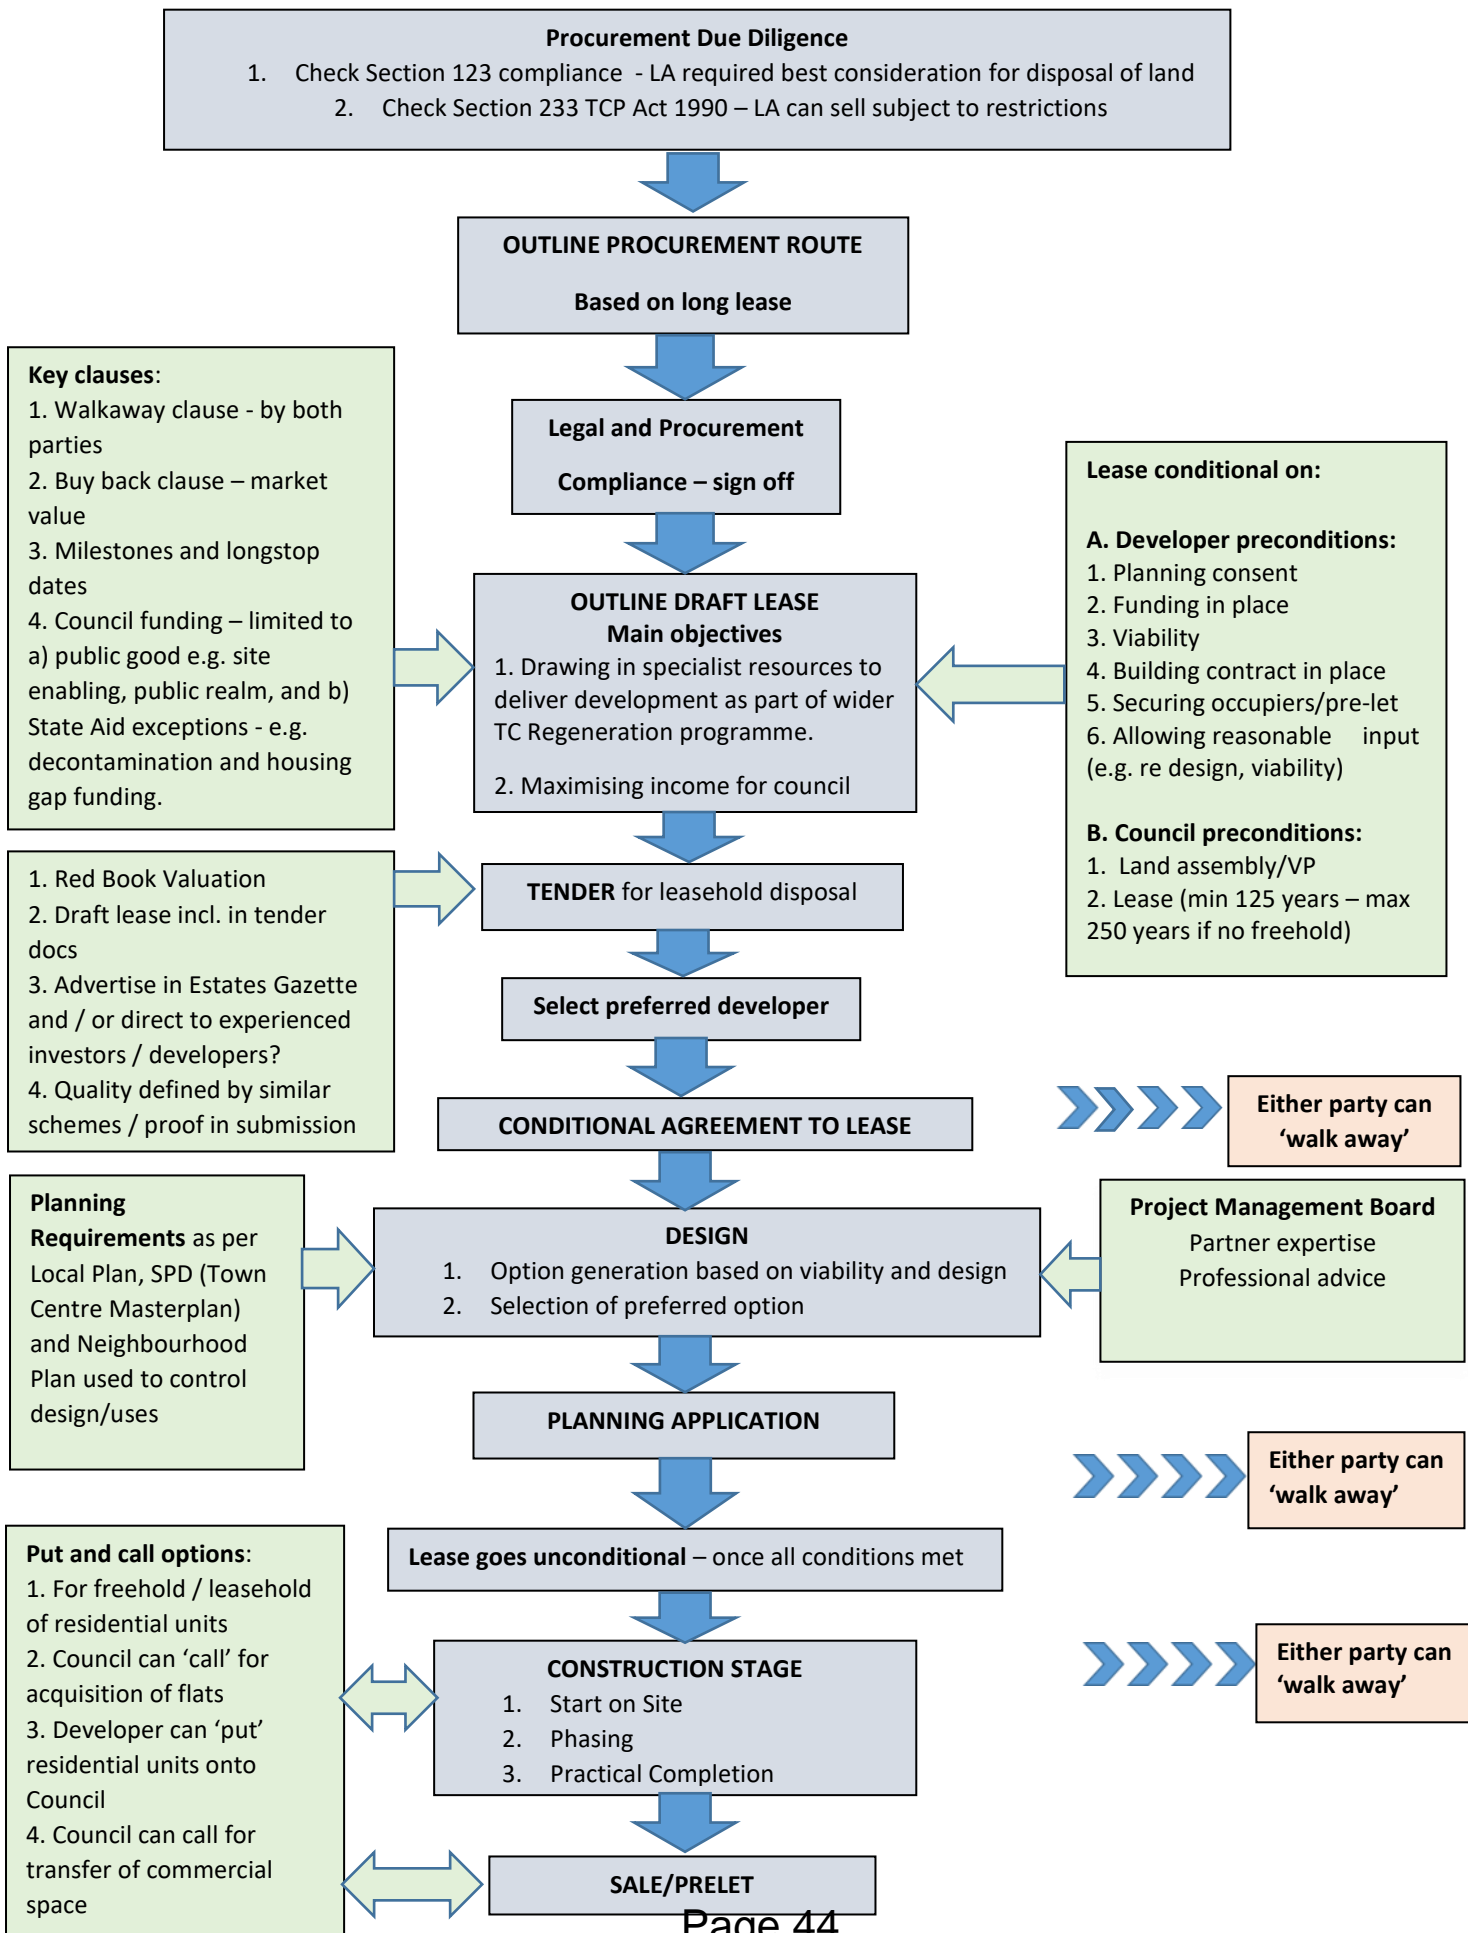 Procurement Due Diligence
1. Check Section 123 compliance - LA required best consideration for disposal of land
2. Check Section 233 TCP Act 1990 – LA can sell subject to restrictions
OUTLINE PROCUREMENT ROUTE
Based on long lease
Legal and Procurement
Compliance – sign off
Key clauses:
1. Walkaway clause - by both
parties
2. Buy back clause – market
value
3. Milestones and longstop
dates
4. Council funding – limited to
a) public good e.g. site
enabling, public realm, and b)
State Aid exceptions - e.g.
decontamination and housing
gap funding.
OUTLINE DRAFT LEASE
Main objectives
1. Drawing in specialist resources to
deliver development as part of wider
TC Regeneration programme.
2. Maximising income for council
Lease conditional on:
A. Developer preconditions:
1. Planning consent
2. Funding in place
3. Viability
4. Building contract in place
5. Securing occupiers/pre-let
6. Allowing reasonable input
(e.g. re design, viability)
B. Council preconditions:
1. Land assembly/VP
2. Lease (min 125 years – max
250 years if no freehold)
1. Red Book Valuation
2. Draft lease incl. in tender
docs
3. Advertise in Estates Gazette
and / or direct to experienced
investors / developers?
4. Quality defined by similar
schemes / proof in submission
TENDER for leasehold disposal
Select preferred developer
CONDITIONAL AGREEMENT TO LEASE
Either party can
‘walk away’
Planning
Requirements as per
Local Plan, SPD (Town
Centre Masterplan)
and Neighbourhood
Plan used to control
design/uses
DESIGN
1. Option generation based on viability and design
2. Selection of preferred option
Project Management Board
Partner expertise
Professional advice
PLANNING APPLICATION
Either party can
‘walk away’
Lease goes unconditional – once all conditions met
Put and call options:
1. For freehold / leasehold
of residential units
2. Council can ‘call’ for
acquisition of flats
3. Developer can ‘put’
residential units onto
Council
4. Council can call for
transfer of commercial
space
CONSTRUCTION STAGE
1. Start on Site
2. Phasing
3. Practical Completion
Either party can
‘walk away’
SALE/PRELET
Page 44